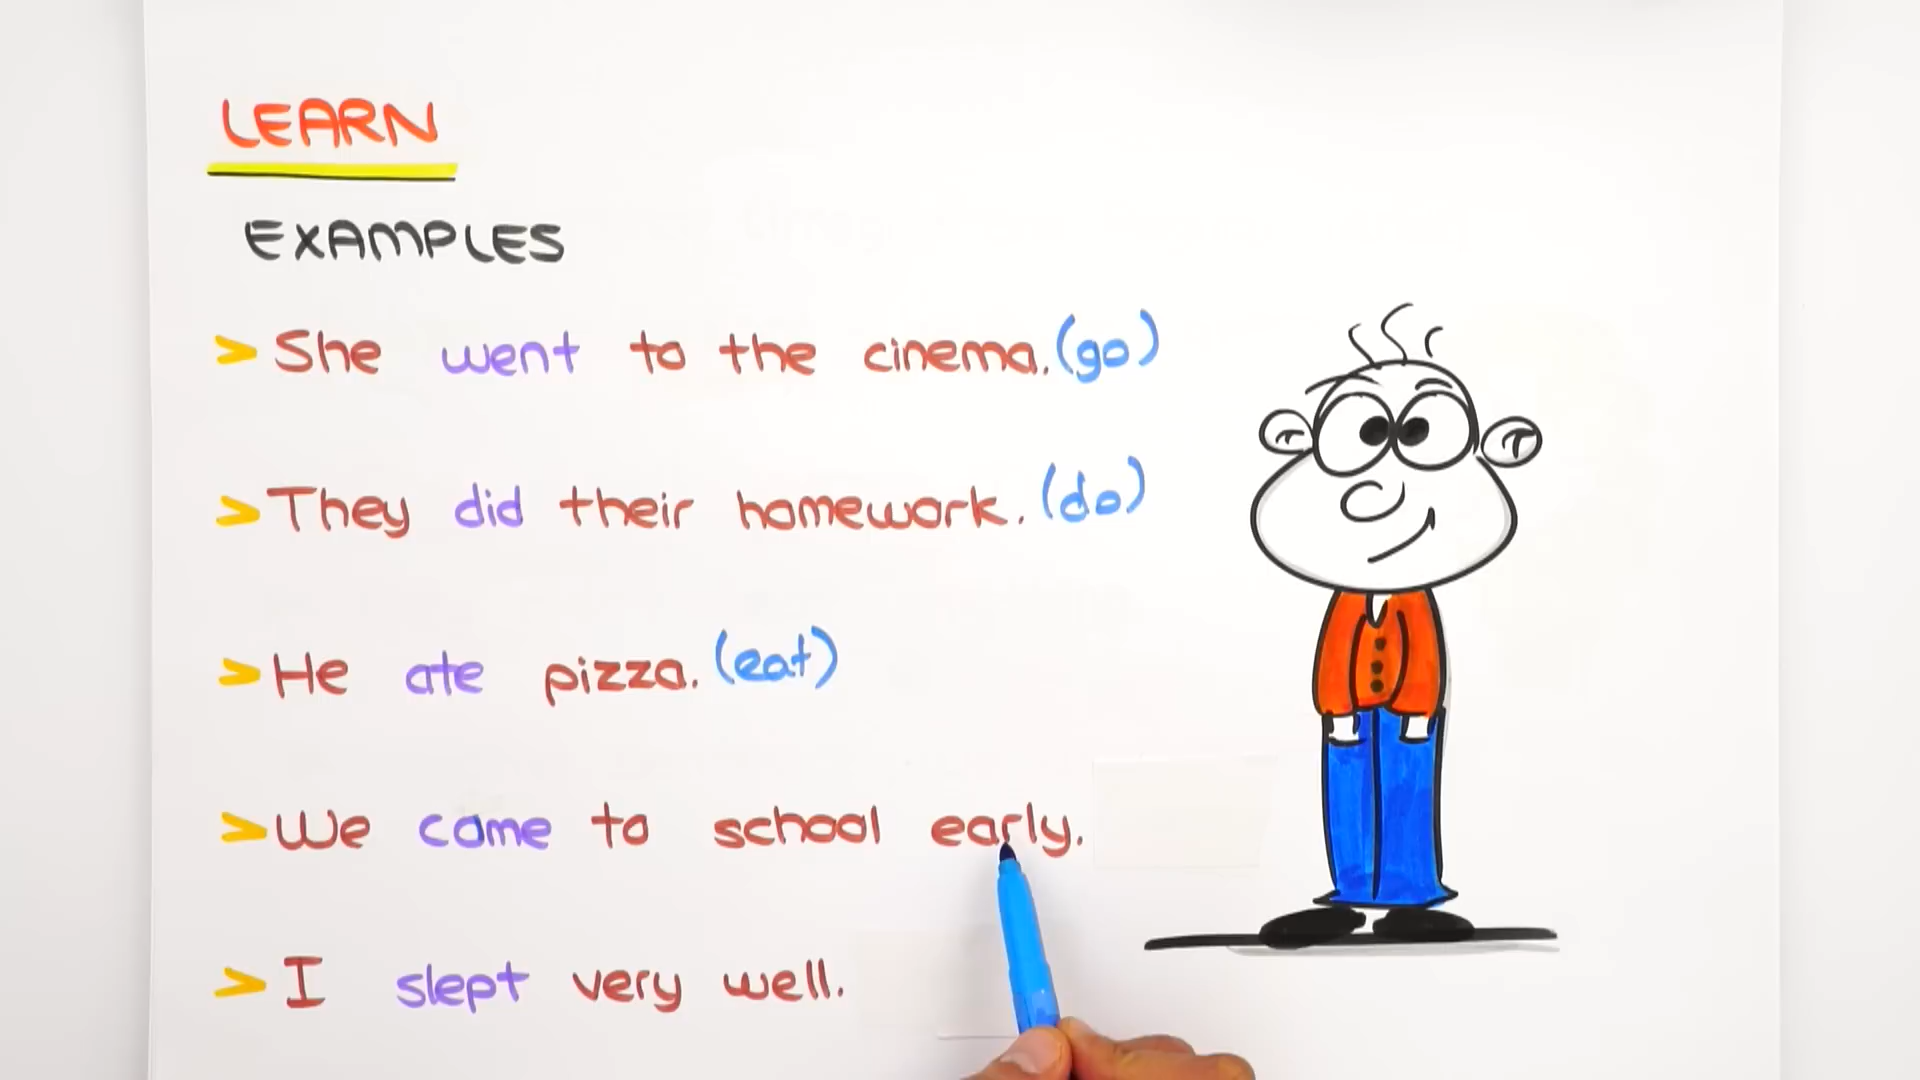 LEARN
EXAMPLES
> She went to the cinema. (go)
> They did their homework. (do)
> He ate pizza. (eat)
> We came to school early.
> I slept very well.